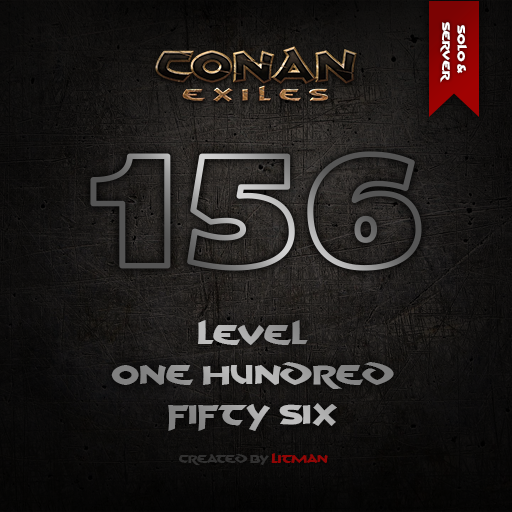 CONAN
EXILES
SOLO &
SERVER
156
LEVEL
ONE HUNDRED
FIFTY SIX
CREATED BY LITMAN